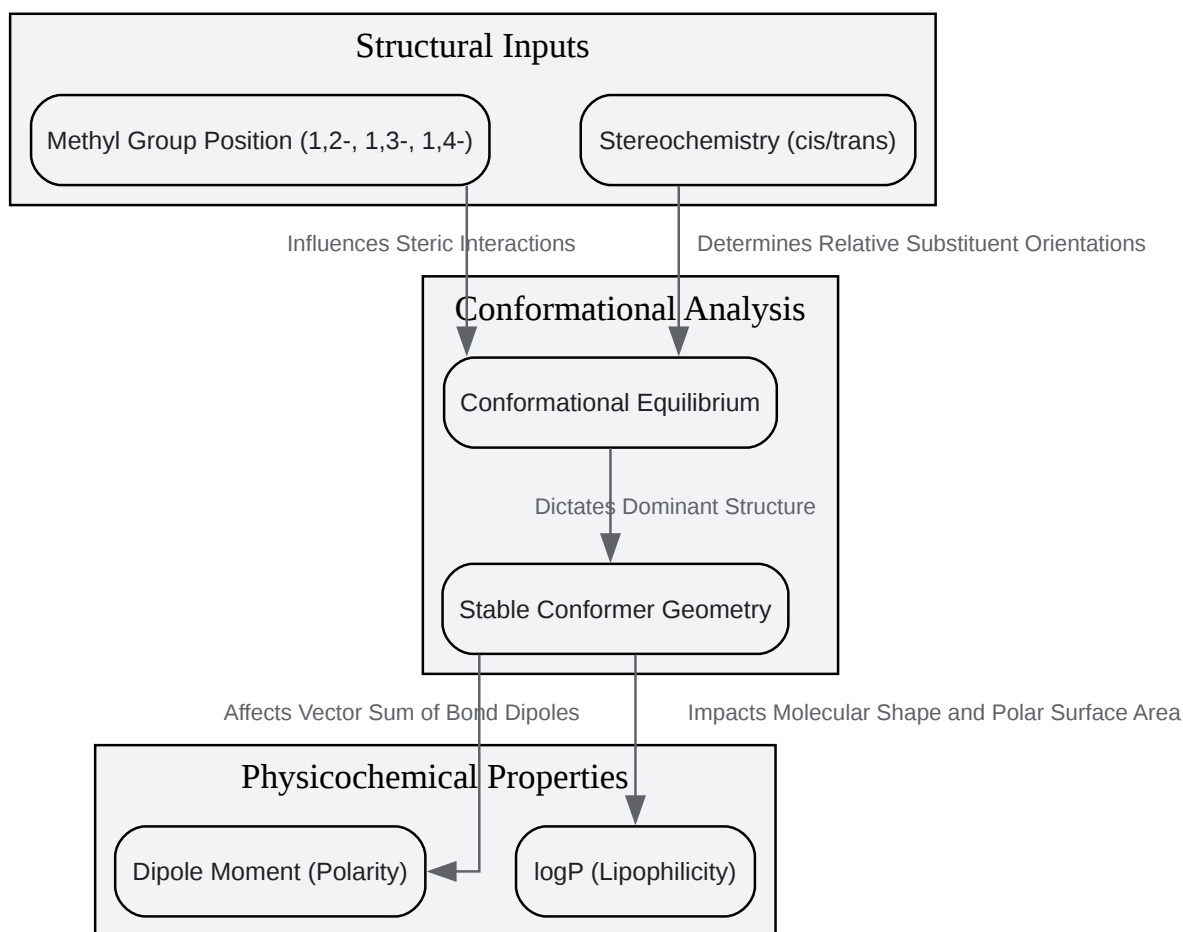 Structural Inputs
Methyl Group Position (1,2-, 1,3-, 1,4-)
Stereochemistry (cis/trans)
Influences Steric Interactions
Determines Relative Substituent Orientations
Conformational Analysis
Conformational Equilibrium
Dictates Dominant Structure
Stable Conformer Geometry
Affects Vector Sum of Bond Dipoles
Impacts Molecular Shape and Polar Surface Area
Physicochemical Properties
Dipole Moment (Polarity)
logP (Lipophilicity)